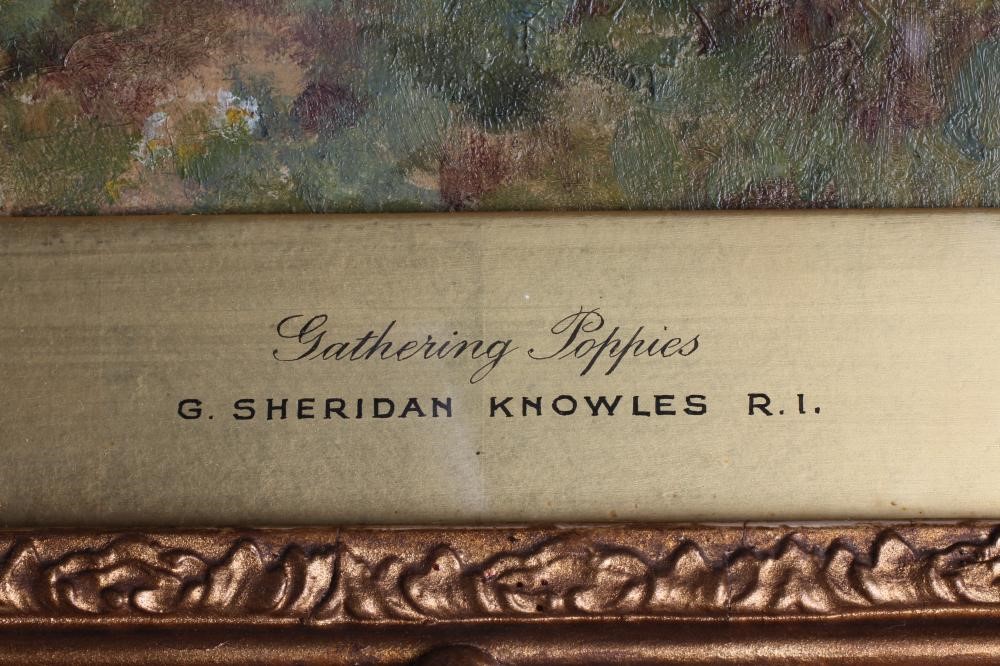 Gathering Poppies
G. SHERIDAN KNOWLES R.I.